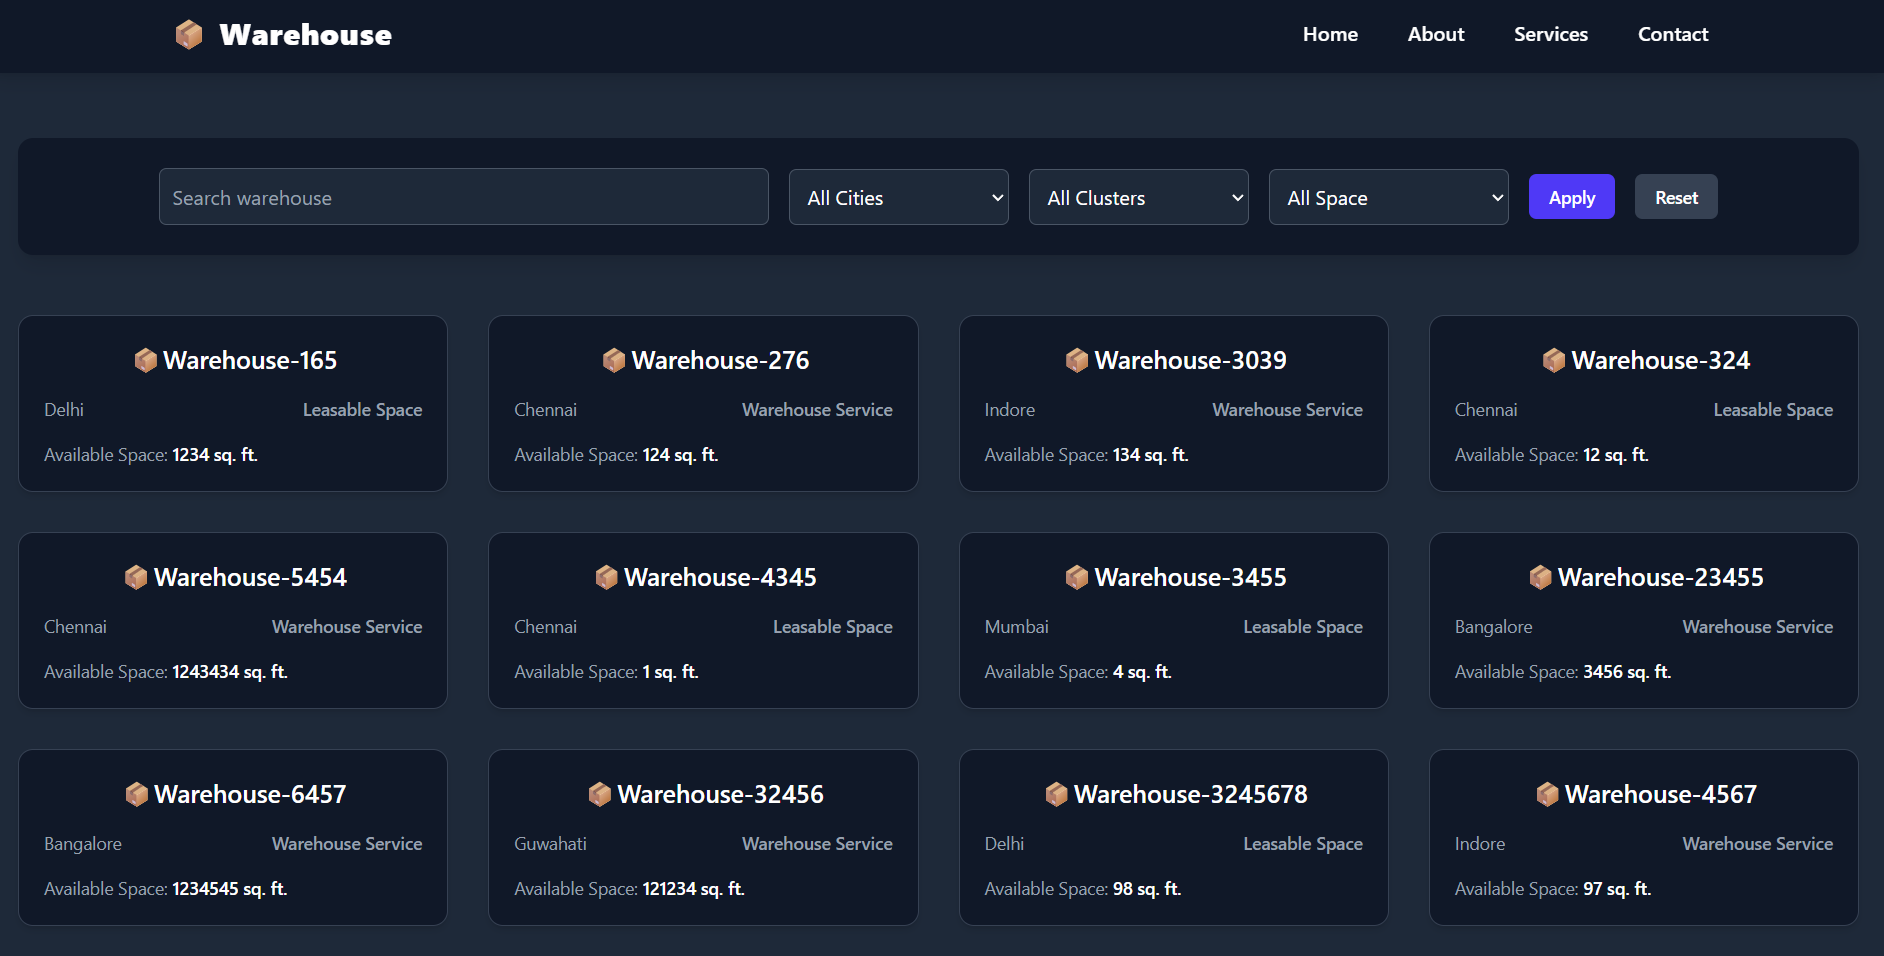 Warehouse
Home About Services Contact
Search warehouse All Cities All Clusters All Space Apply Reset
Warehouse-165
Delhi Leasable Space
Available Space: 1234 sq. ft.
Warehouse-276
Chennai Warehouse Service
Available Space: 124 sq. ft.
Warehouse-3039
Indore Warehouse Service
Available Space: 134 sq. ft.
Warehouse-324
Chennai Leasable Space
Available Space: 12 sq. ft.
Warehouse-5454
Chennai Warehouse Service
Available Space: 1243434 sq. ft.
Warehouse-4345
Chennai Leasable Space
Available Space: 1 sq. ft.
Warehouse-3455
Mumbai Leasable Space
Available Space: 4 sq. ft.
Warehouse-23455
Bangalore Warehouse Service
Available Space: 3456 sq. ft.
Warehouse-6457
Bangalore Warehouse Service
Available Space: 1234545 sq. ft.
Warehouse-32456
Guwahati Warehouse Service
Available Space: 121234 sq. ft.
Warehouse-3245678
Delhi Leasable Space
Available Space: 98 sq. ft.
Warehouse-4567
Indore Warehouse Service
Available Space: 97 sq. ft.